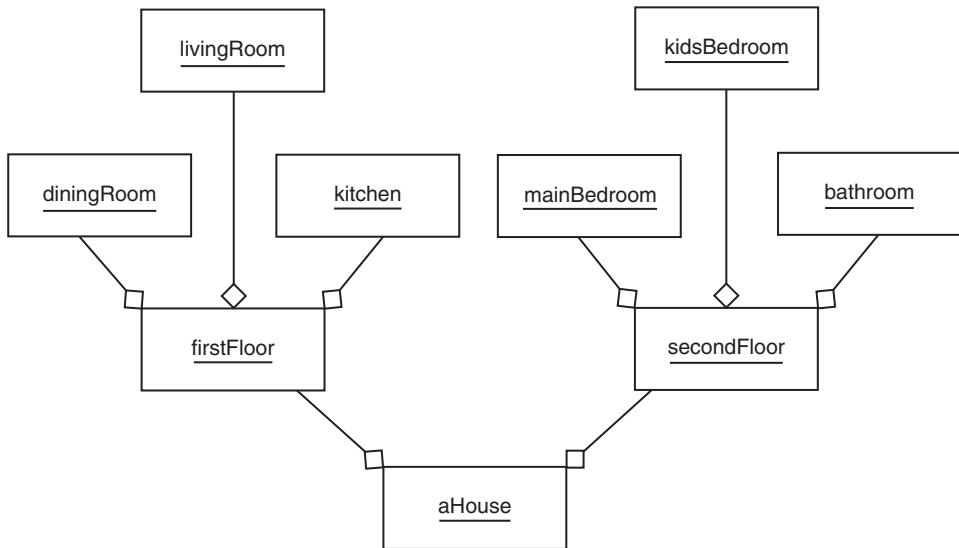 livingRoom
kidsBedroom
diningRoom
kitchen
mainBedroom
bathroom
firstFloor
secondFloor
aHouse